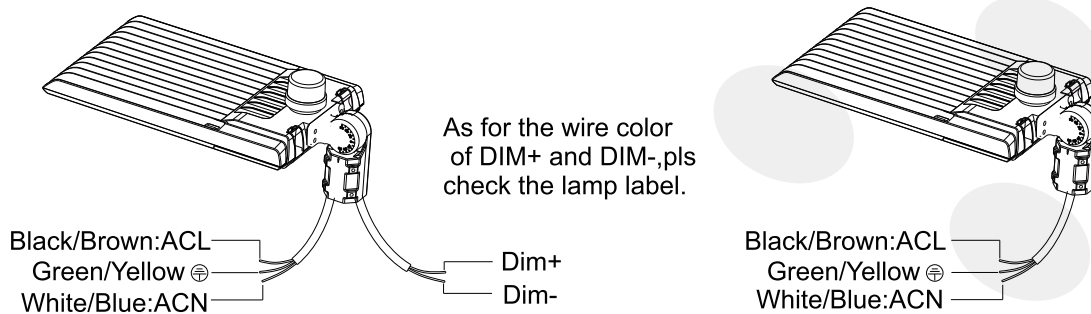 As for the wire color
of DIM+ and DIM-,pls
check the lamp label.
Black/Brown:ACL
Green/Yellow
White/Blue:ACN
Dim+
Dim-
Black/Brown:ACL
Green/Yellow
White/Blue:ACN